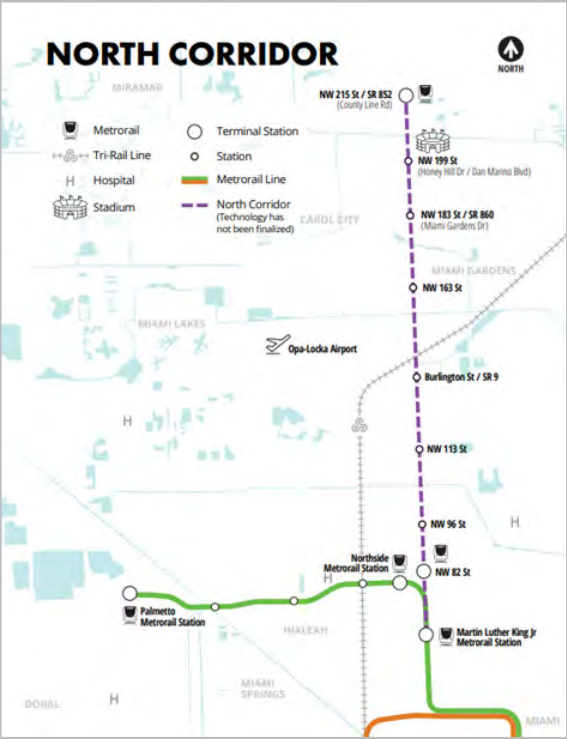 NORTH CORRIDOR
NORTH
MIRAMAR
NW 215 St / SR 852
(County Line Rd)
Metrorail
Terminal Station
Tri-Rail Line
Station
H
Hospital
Metrorail Line
Stadium
North Corridor
(Technology has
not been finalized)
NW 199 St
(Honey Hill Dr / Dan Marino Blvd)
CAROL CITY
NW 183 St / SR 860
(Miami Gardens Dr)
MIAMI GARDENS
NW 163 St
MIAMI LAKES
Opa-Locka Airport
Burlington St / SR 9
H
NW 113 St
NW 96 St
H
Northside
Metrorail Station
NW 82 St
H
Palmetto
Metrorail Station
HIALEAH
Martin Luther King Jr
Metrorail Station
MIAMI
SPRINGS
DORAL
H
MIAMI